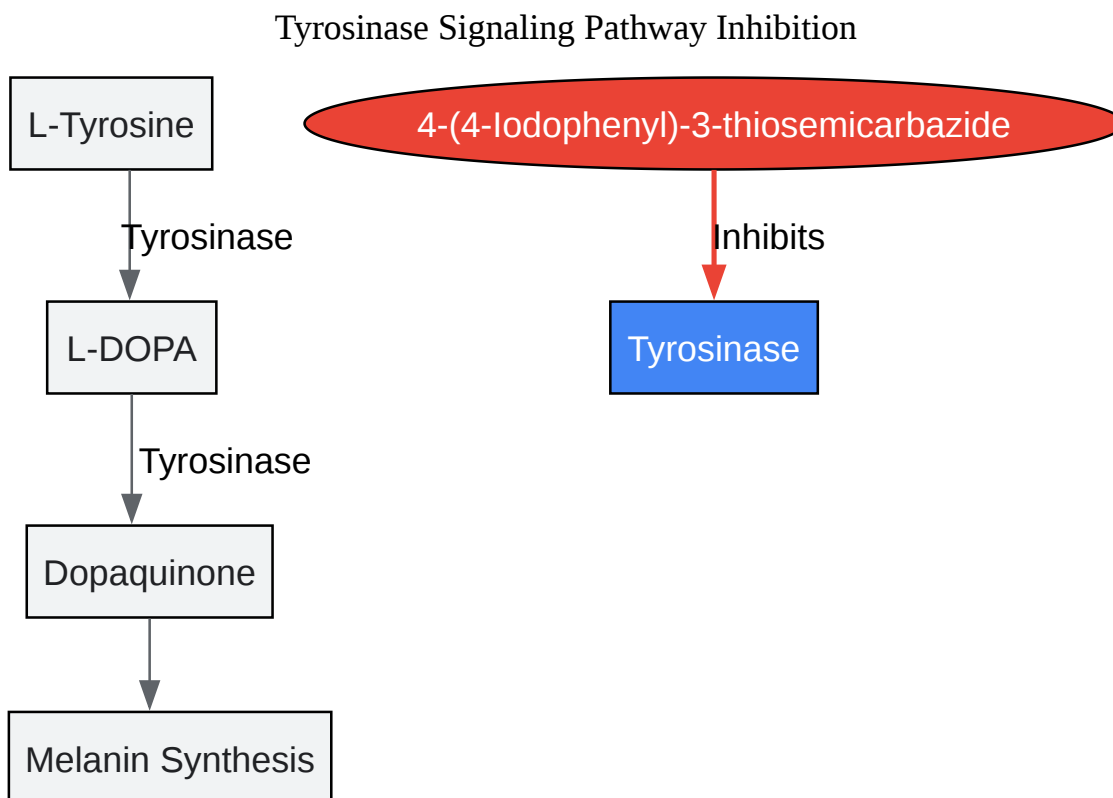 Tyrosinase Signaling Pathway Inhibition
L-Tyrosine
4-(4-Iodophenyl)-3-thiosemicarbazide
Tyrosinase
Inhibits
L-DOPA
Tyrosinase
Tyrosinase
Dopaquinone
Melanin Synthesis